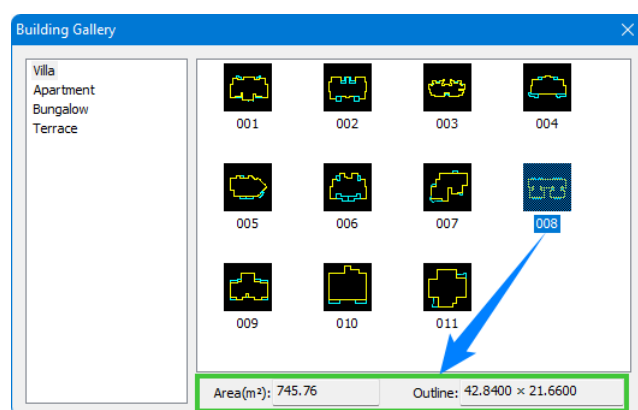 Building Gallery
Villa
Apartment
Bungalow
Terrace
001 002 003 004
005 006 007 008
009 010 011
Area(m²): 745.76 Outline: 42.8400 × 21.6600